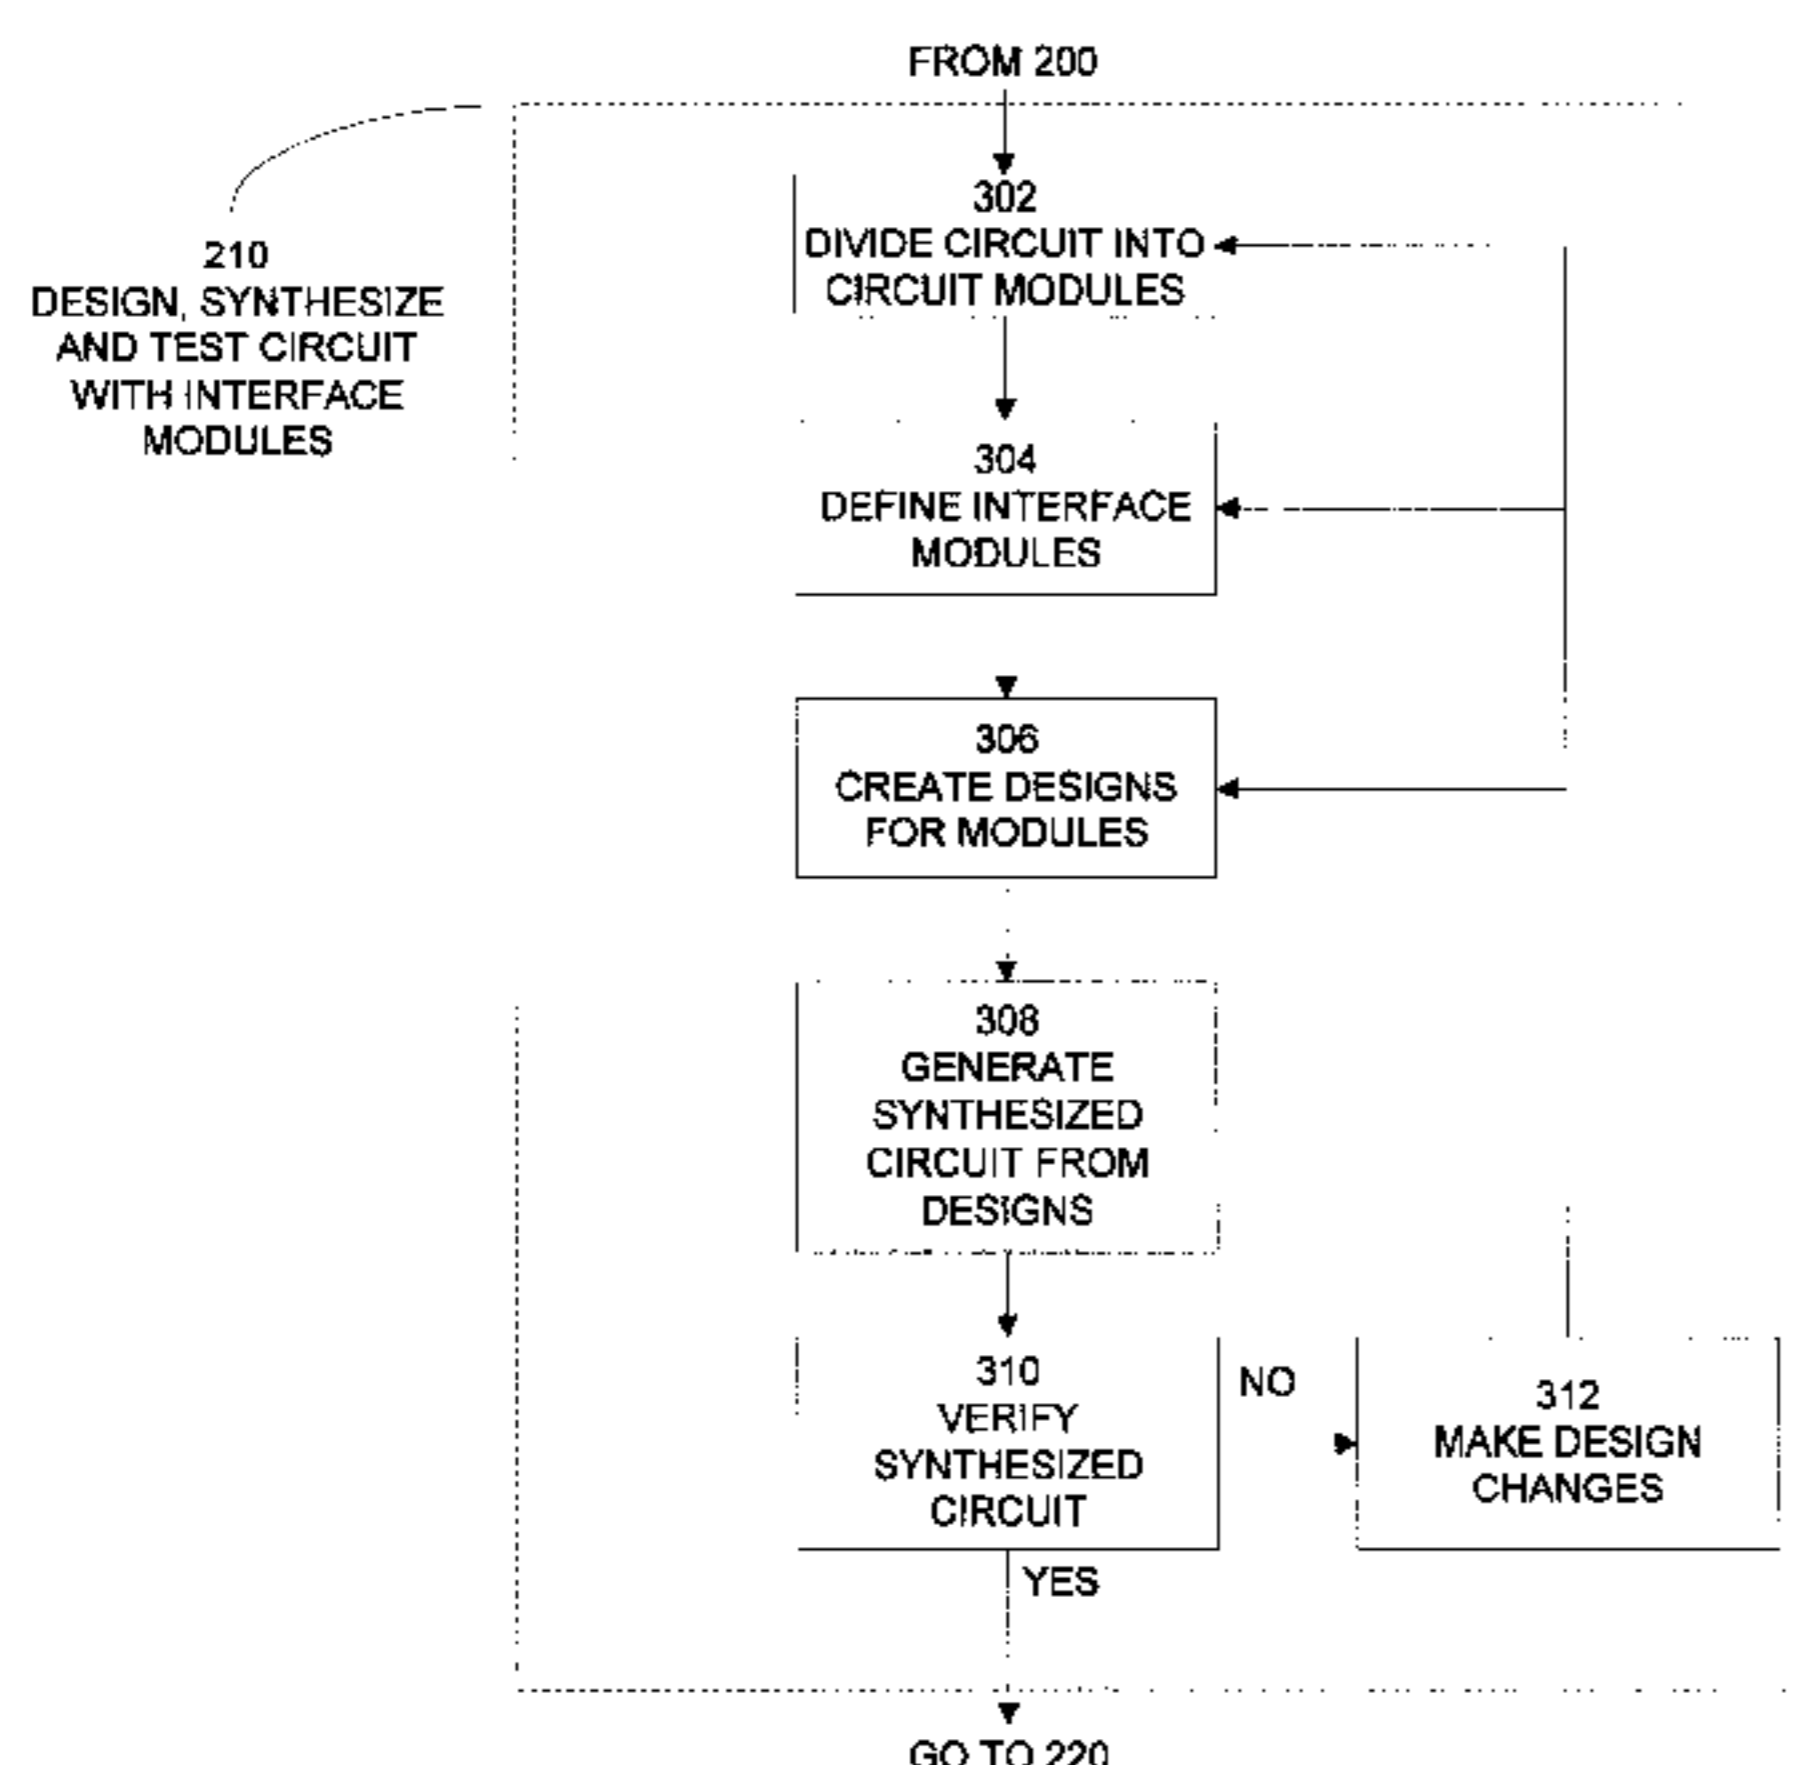 FROM 200
210
DESIGN, SYNTHESIZE
AND TEST CIRCUIT
WITH INTERFACE
MODULES
302
DIVIDE CIRCUIT INTO
CIRCUIT MODULES
304
DEFINE INTERFACE
MODULES
306
CREATE DESIGNS
FOR MODULES
308
GENERATE
SYNTHESIZED
CIRCUIT FROM
DESIGNS
310
VERIFY
SYNTHESIZED
CIRCUIT
NO
312
MAKE DESIGN
CHANGES
YES
GO TO 220